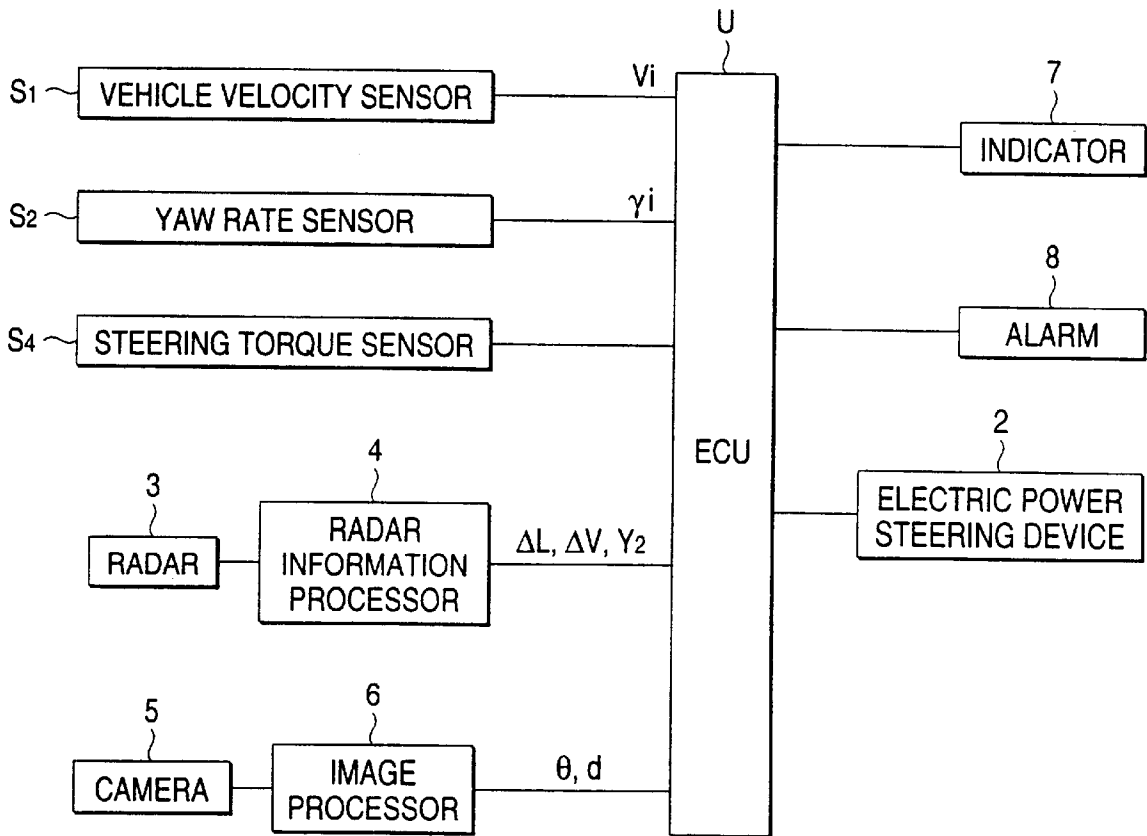 U
S1 VEHICLE VELOCITY SENSOR Vi
7
INDICATOR
S2 YAW RATE SENSOR γi
8
ALARM
S4 STEERING TORQUE SENSOR
ECU
2
ELECTRIC POWER
STEERING DEVICE
3
RADAR
4
RADAR
INFORMATION
PROCESSOR
ΔL, ΔV, Y2
5
CAMERA
6
IMAGE
PROCESSOR
θ, d